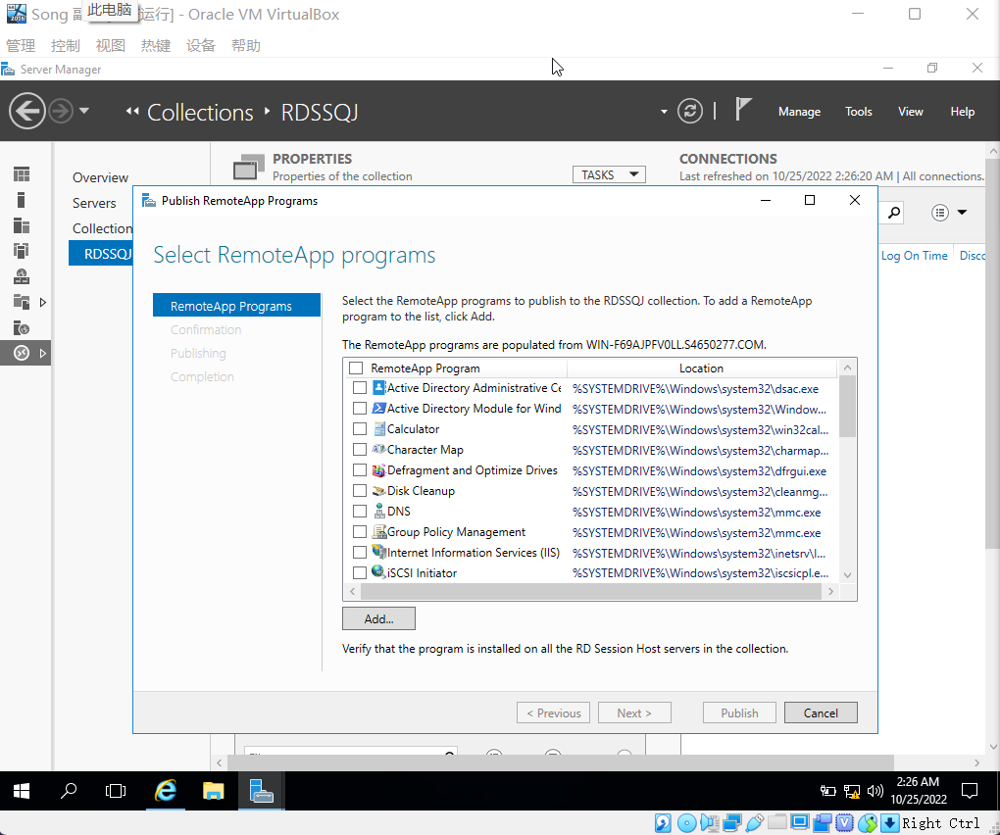 Song 副 运行] - Oracle VM VirtualBox
此电脑
管理 控制 视图 热键 设备 帮助
Server Manager
Collections RDSSQJ
Manage Tools View Help
PROPERTIES
Properties of the collection
TASKS
CONNECTIONS
Last refreshed on 10/25/2022 2:26:20 AM | All connections.
Overview
Servers
Collection
RDSSQJ
Log On Time Disco
Publish RemoteApp Programs
Select RemoteApp programs
RemoteApp Programs
Confirmation
Publishing
Completion
Select the RemoteApp programs to publish to the RDSSQJ collection. To add a RemoteApp
program to the list, click Add.
The RemoteApp programs are populated from WIN-F69AJPFV0LL.S4650277.COM.
RemoteApp Program Location
Active Directory Administrative Ce %SYSTEMDRIVE%\Windows\system32\dsac.exe
Active Directory Module for Wind %SYSTEMDRIVE%\Windows\system32\Window...
Calculator %SYSTEMDRIVE%\Windows\system32\win32cal...
Character Map %SYSTEMDRIVE%\Windows\system32\charmap...
Defragment and Optimize Drives %SYSTEMDRIVE%\Windows\system32\dfrgui.exe
Disk Cleanup %SYSTEMDRIVE%\Windows\system32\cleanmg...
DNS %SYSTEMDRIVE%\Windows\system32\mmc.exe
Group Policy Management %SYSTEMDRIVE%\Windows\system32\mmc.exe
Internet Information Services (IIS) %SYSTEMDRIVE%\Windows\system32\inetsrv\I...
iSCSI Initiator %SYSTEMDRIVE%\Windows\system32\iscsicpl.e...
Add...
Verify that the program is installed on all the RD Session Host servers in the collection.
< Previous Next > Publish Cancel
2:26 AM
10/25/2022
Right Ctrl